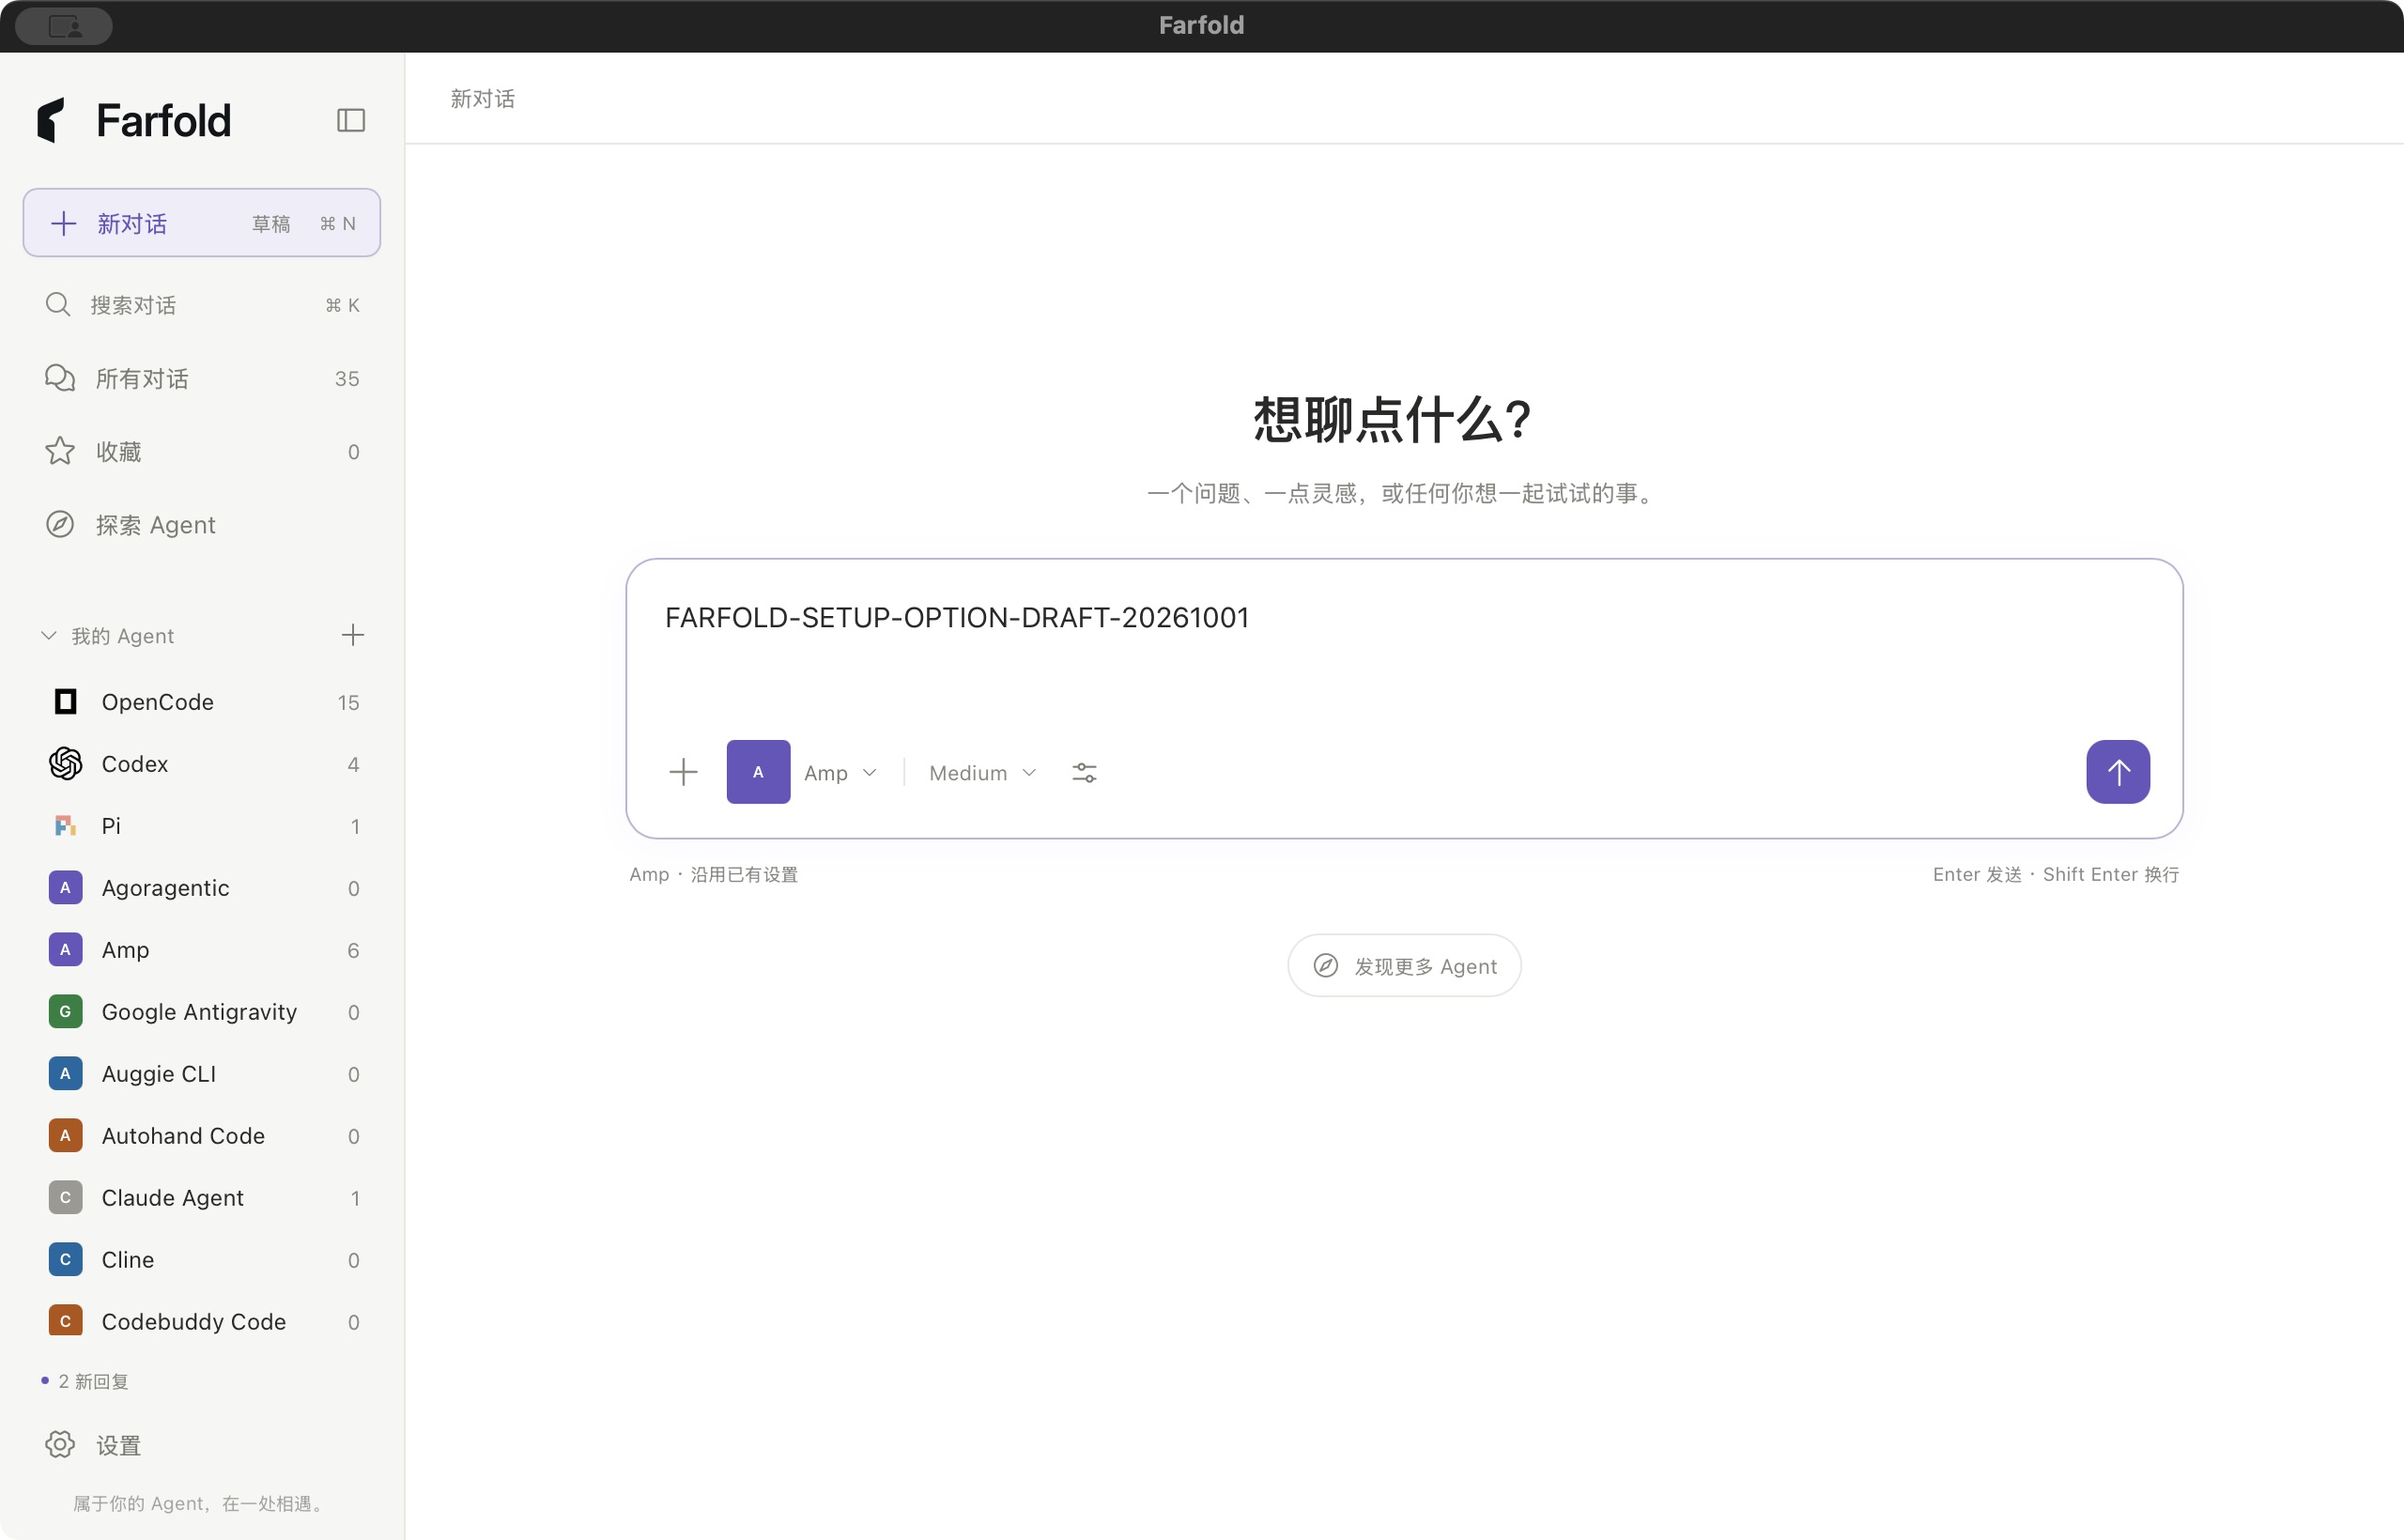 Farfold
Farfold
新对话 草稿 ⌘ N
搜索对话 ⌘ K
所有对话 35
收藏 0
探索 Agent
我的 Agent
OpenCode 15
Codex 4
Pi 1
A Agoragentic 0
A Amp 6
G Google Antigravity 0
A Auggie CLI 0
A Autohand Code 0
C Claude Agent 1
C Cline 0
C Codebuddy Code 0
2 新回复
设置
属于你的 Agent，在一处相遇。
新对话
想聊点什么？
一个问题、一点灵感，或任何你想一起试试的事。
FARFOLD-SETUP-OPTION-DRAFT-20261001
A Amp Medium
Amp · 沿用已有设置 Enter 发送 · Shift Enter 换行
发现更多 Agent